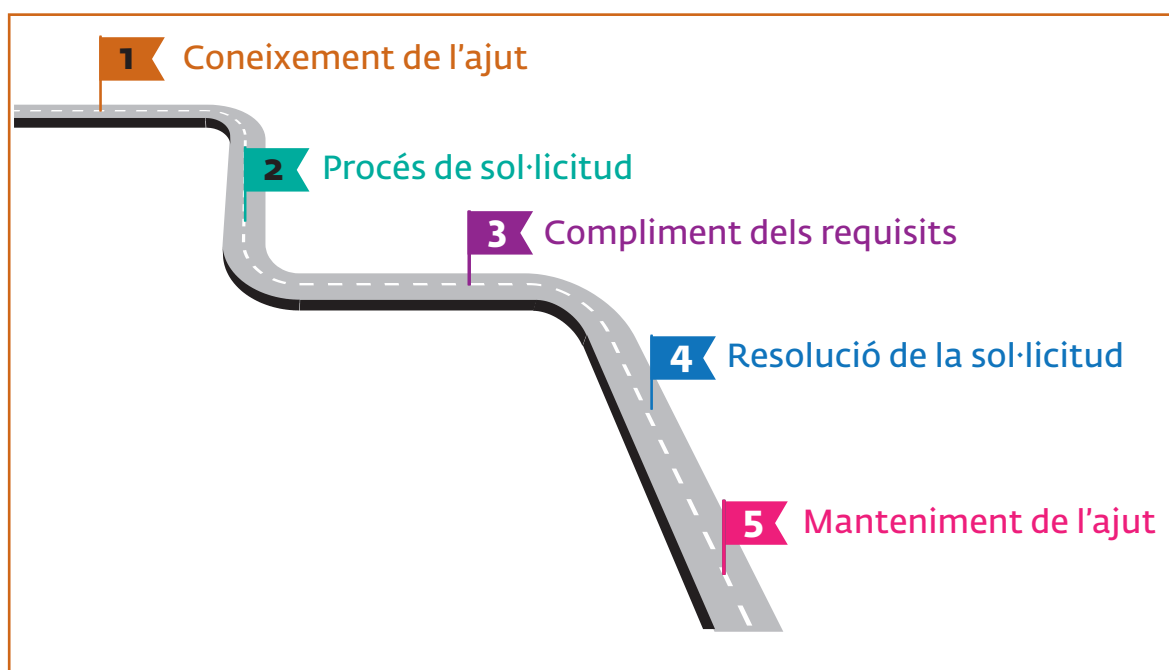 1 Coneixement de l'ajut
2 Procés de sol·licitud
3 Compliment dels requisits
4 Resolució de la sol·licitud
5 Manteniment de l'ajut